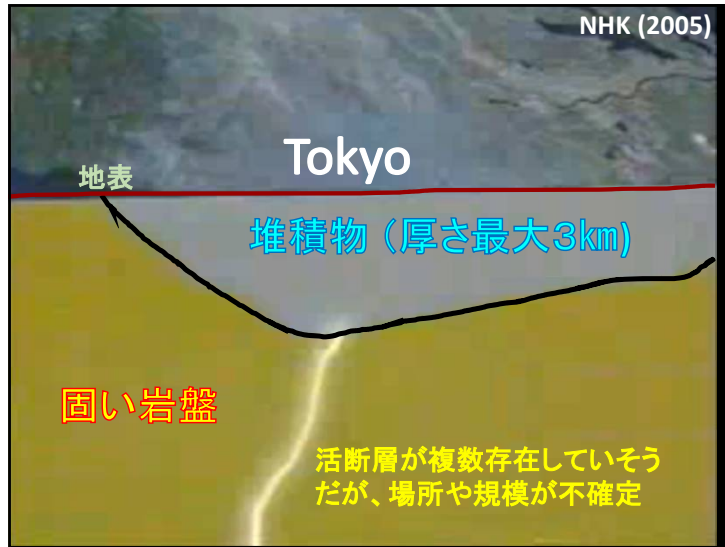 NHK (2005)
Tokyo
地表
堆積物（厚さ最大３km)
固い岩盤
活断層が複数存在していそう
だが、場所や規模が不確定